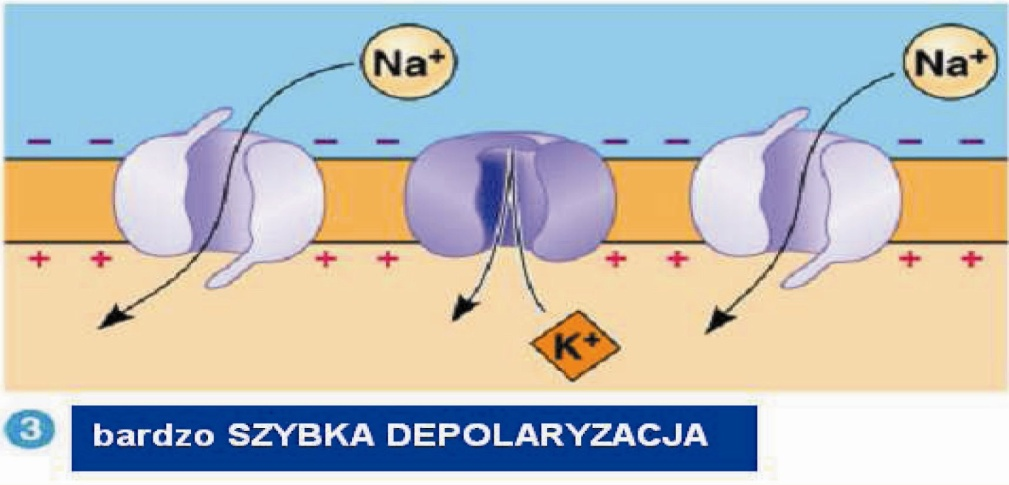 Na+ Na+
− − − − − − − −
+ + + + + + + +
K+
3 bardzo SZYBKA DEPOLARYZACJA